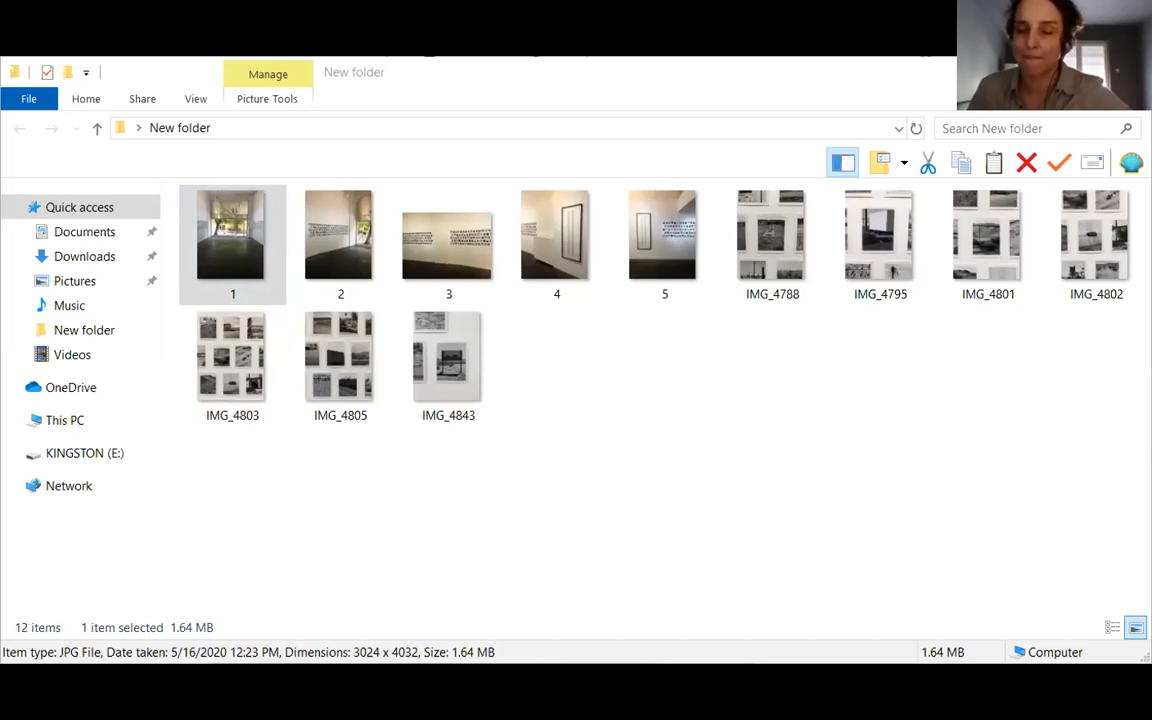 Manage
New folder
File
Home
Share
View
Picture Tools
New folder
Search New folder
Quick access
Documents
Downloads
Pictures
Music
New folder
Videos
OneDrive
This PC
KINGSTON (E:)
Network
1
2
3
4
5
IMG_4788
IMG_4795
IMG_4801
IMG_4802
IMG_4803
IMG_4805
IMG_4843
12 items 1 item selected 1.64 MB
Item type: JPG File, Date taken: 5/16/2020 12:23 PM, Dimensions: 3024 x 4032, Size: 1.64 MB
1.64 MB
Computer